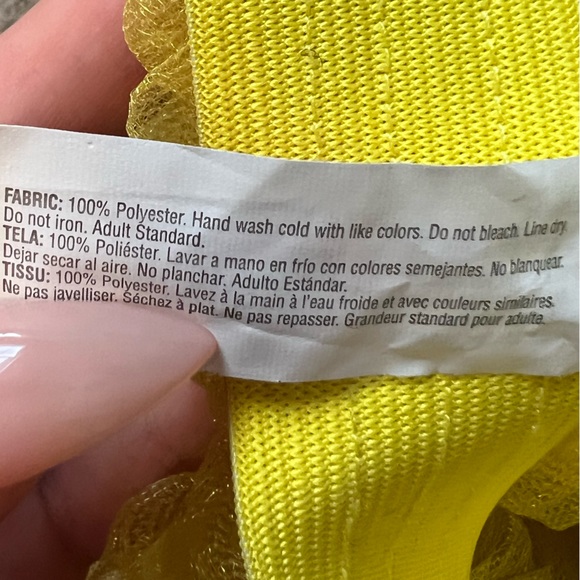 FABRIC: 100% Polyester. Hand wash cold with like colors. Do not bleach. Line dry.
Do not iron. Adult Standard.
TELA: 100% Poliéster. Lavar a mano en frío con colores semejantes. No blanquear.
Dejar secar al aire. No planchar. Adulto Estándar.
TISSU: 100% Polyester. Lavez à la main à l'eau froide et avec couleurs similaires.
Ne pas javelliser. Séchez à plat. Ne pas repasser. Grandeur standard pour adulte.